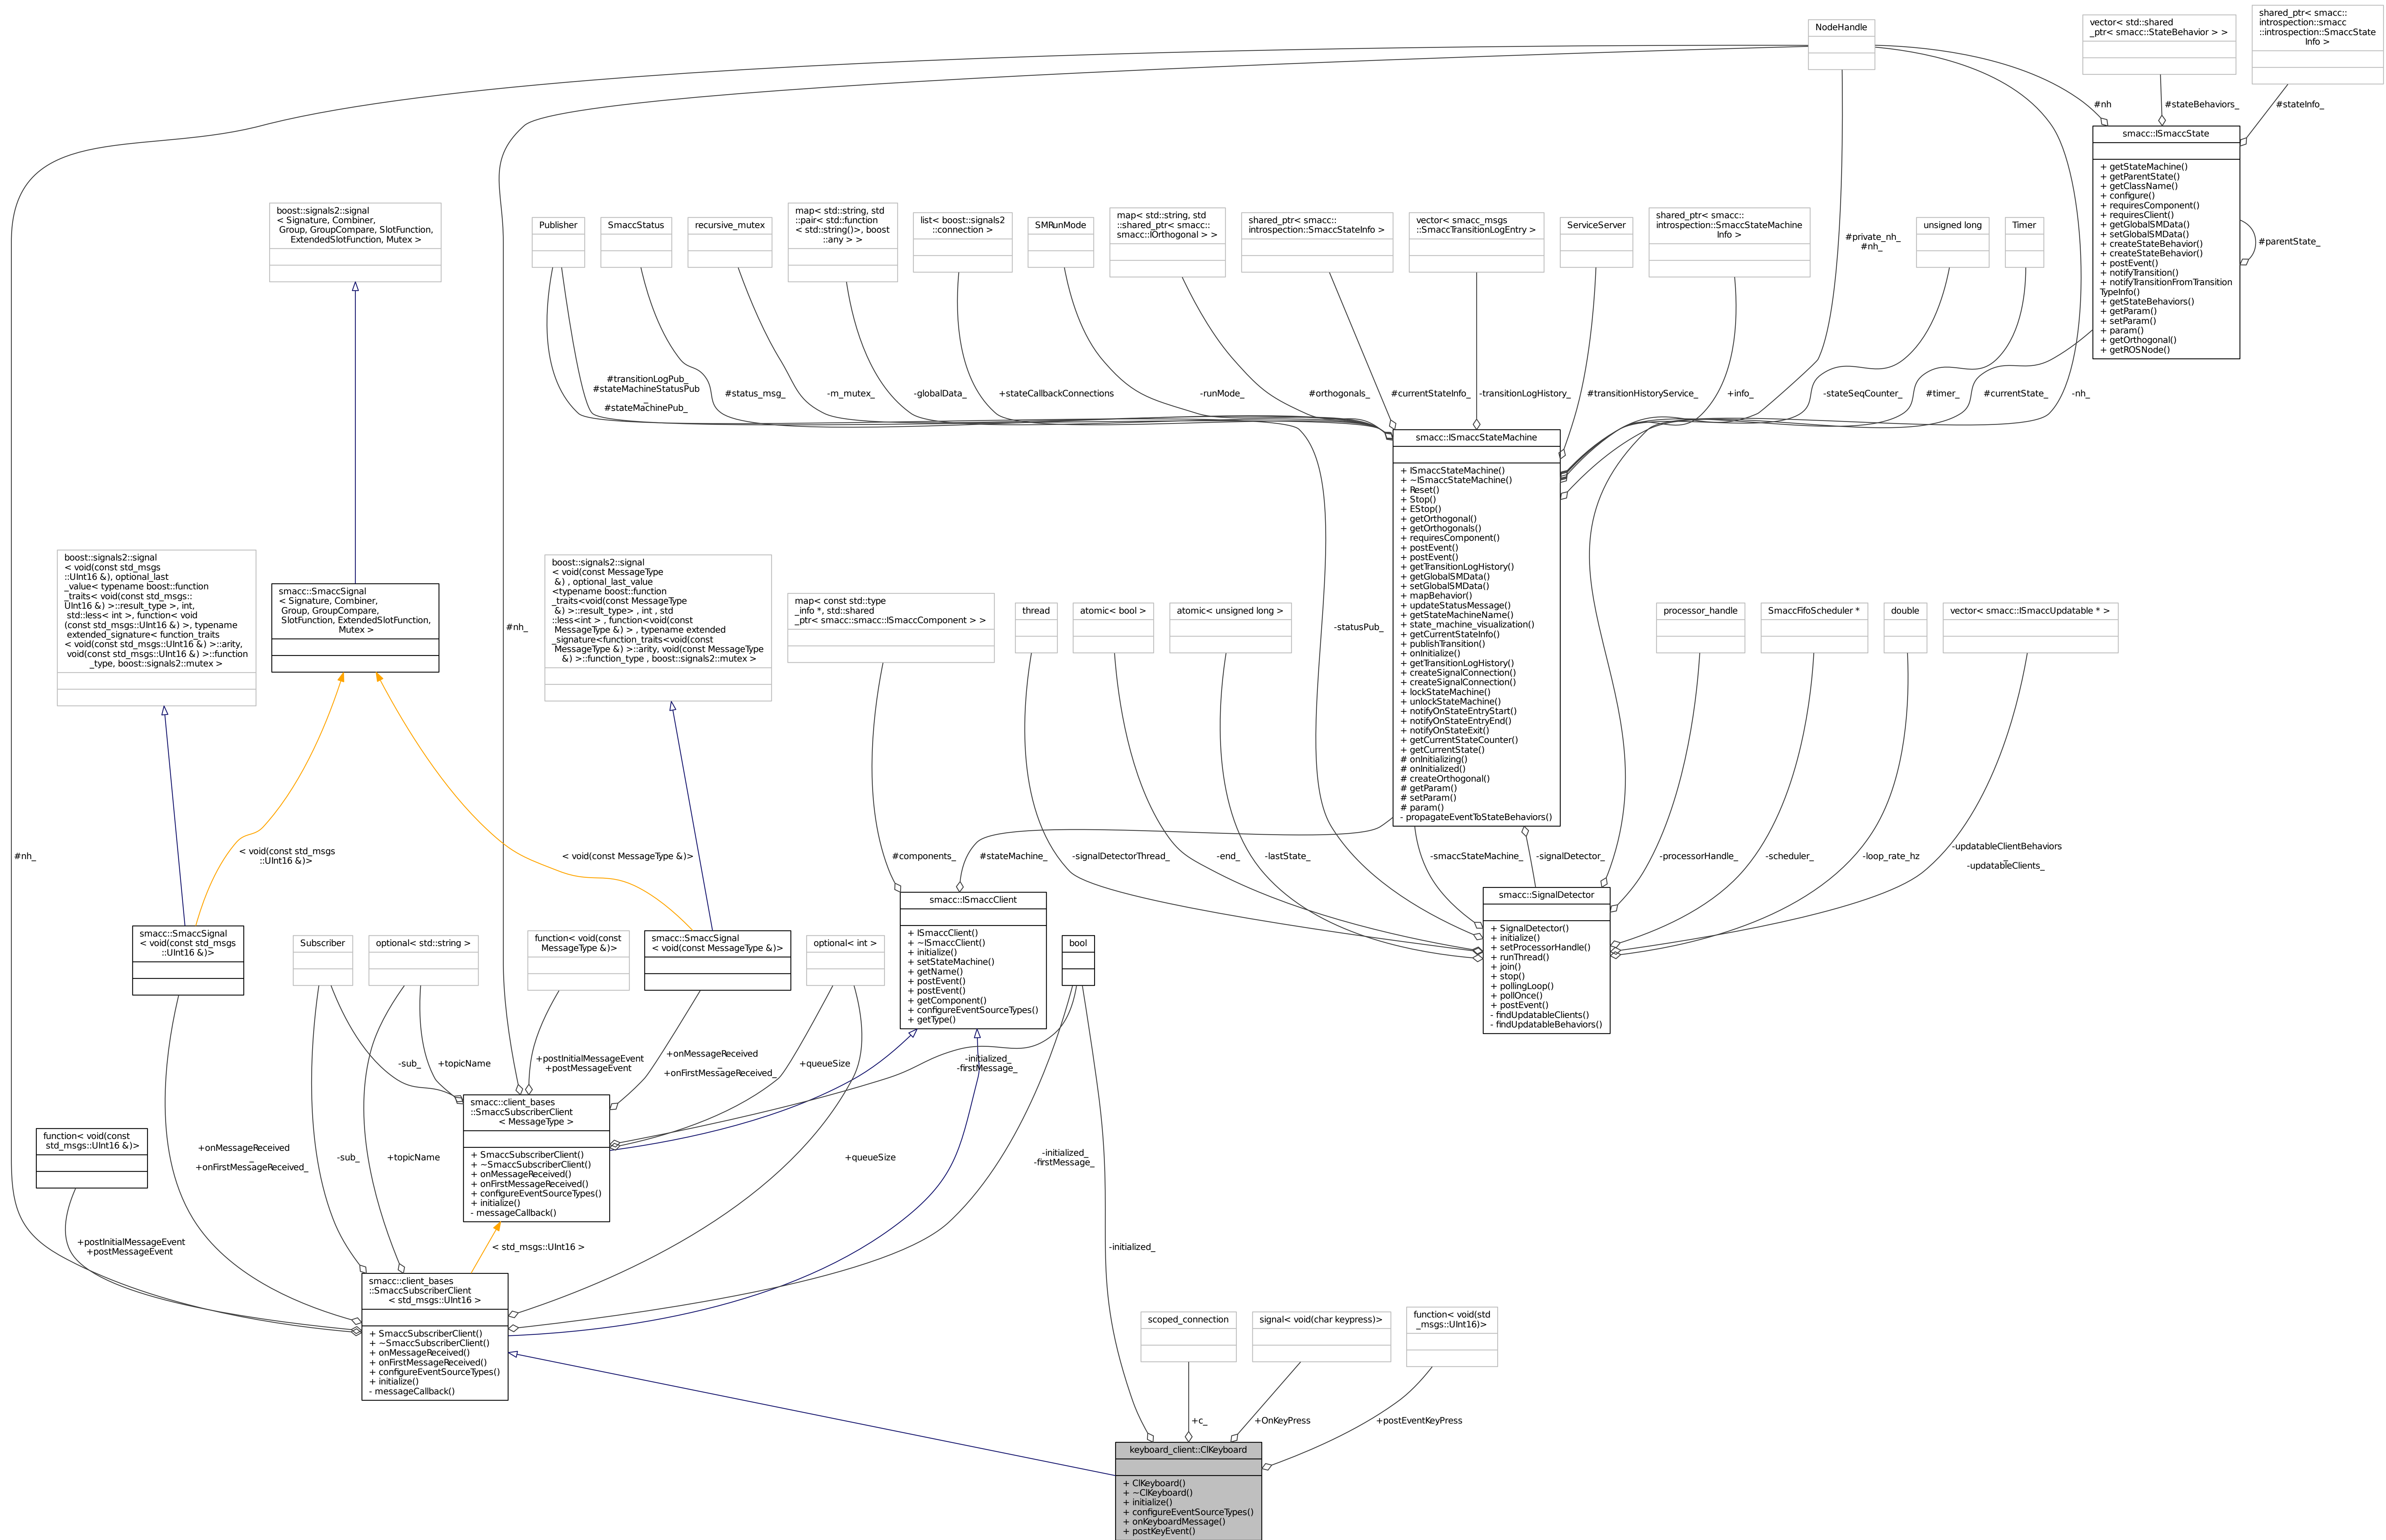 NodeHandle
vector< std::shared
_ptr< smacc::StateBehavior > >
shared_ptr< smacc::
introspection::smacc
::introspection::SmaccState
Info >
#nh
#stateBehaviors_
#stateInfo_
smacc::ISmaccState
+ getStateMachine()
+ getParentState()
+ getClassName()
+ configure()
+ requiresComponent()
+ requiresClient()
+ getGlobalSMData()
+ setGlobalSMData()
+ createStateBehavior()
+ createStateBehavior()
+ postEvent()
+ notifyTransition()
+ notifyTransitionFromTransition
TypeInfo()
+ getStateBehaviors()
+ getParam()
+ setParam()
+ param()
+ getOrthogonal()
+ getROSNode()
#parentState_
boost::signals2::signal
< Signature, Combiner,
Group, GroupCompare, SlotFunction,
ExtendedSlotFunction, Mutex >
Publisher
SmaccStatus
recursive_mutex
map< std::string, std
::pair< std::function
< std::string()>, boost
::any > >
list< boost::signals2
::connection >
SMRunMode
map< std::string, std
::shared_ptr< smacc::
smacc::IOrthogonal > >
shared_ptr< smacc::
introspection::SmaccStateInfo >
vector< smacc_msgs
::SmaccTransitionLogEntry >
ServiceServer
shared_ptr< smacc::
introspection::SmaccStateMachine
Info >
#private_nh_
#nh_
unsigned long
Timer
#transitionLogPub_
#stateMachineStatusPub
_
#stateMachinePub_
#status_msg_
-m_mutex_
-globalData_
+stateCallbackConnections
-runMode_
#orthogonals_
#currentStateInfo_
-transitionLogHistory_
#transitionHistoryService_
+info_
-stateSeqCounter_
#timer_
#currentState_
-nh_
smacc::ISmaccStateMachine
+ ISmaccStateMachine()
+ ~ISmaccStateMachine()
+ Reset()
+ Stop()
+ EStop()
+ getOrthogonal()
+ getOrthogonals()
+ requiresComponent()
+ postEvent()
+ postEvent()
+ getTransitionLogHistory()
+ getGlobalSMData()
+ setGlobalSMData()
+ mapBehavior()
+ updateStatusMessage()
+ getStateMachineName()
+ state_machine_visualization()
+ getCurrentStateInfo()
+ publishTransition()
+ onInitialize()
+ getTransitionLogHistory()
+ createSignalConnection()
+ createSignalConnection()
+ lockStateMachine()
+ unlockStateMachine()
+ notifyOnStateEntryStart()
+ notifyOnStateEntryEnd()
+ notifyOnStateExit()
+ getCurrentStateCounter()
+ getCurrentState()
# onInitializing()
# onInitialized()
# createOrthogonal()
# getParam()
# setParam()
# param()
- propagateEventToStateBehaviors()
boost::signals2::signal
< void(const std_msgs
::UInt16 &), optional_last
_value< typename boost::function
_traits< void(const std_msgs::
UInt16 &) >::result_type >, int,
std::less< int >, function< void
(const std_msgs::UInt16 &) >, typename
extended_signature< function_traits
< void(const std_msgs::UInt16 &) >::arity,
void(const std_msgs::UInt16 &) >::function
_type, boost::signals2::mutex >
smacc::SmaccSignal
< Signature, Combiner,
Group, GroupCompare,
SlotFunction, ExtendedSlotFunction,
Mutex >
#nh_
boost::signals2::signal
< void(const MessageType
&) , optional_last_value
<typename boost::function
_traits<void(const MessageType
&) >::result_type> , int , std
::less<int > , function<void(const
MessageType &) > , typename extended
_signature<function_traits<void(const
MessageType &) >::arity, void(const MessageType
&) >::function_type , boost::signals2::mutex >
map< const std::type
_info *, std::shared
_ptr< smacc::smacc::ISmaccComponent > >
thread
atomic< bool >
atomic< unsigned long >
-statusPub_
processor_handle
SmaccFifoScheduler *
double
vector< smacc::ISmaccUpdatable * >
#nh_
< void(const std_msgs
::UInt16 &)>
< void(const MessageType &)>
#components_
#stateMachine_
-signalDetectorThread_
-end_
-lastState_
-smaccStateMachine_
-signalDetector_
-processorHandle_
-scheduler_
-loop_rate_hz
-updatableClientBehaviors
_
-updatableClients_
smacc::SmaccSignal
< void(const std_msgs
::UInt16 &)>
Subscriber
optional< std::string >
function< void(const
MessageType &)>
smacc::SmaccSignal
< void(const MessageType &)>
optional< int >
smacc::ISmaccClient
+ ISmaccClient()
+ ~ISmaccClient()
+ initialize()
+ setStateMachine()
+ getName()
+ postEvent()
+ postEvent()
+ getComponent()
+ configureEventSourceTypes()
+ getType()
bool
smacc::SignalDetector
+ SignalDetector()
+ initialize()
+ setProcessorHandle()
+ runThread()
+ join()
+ stop()
+ pollingLoop()
+ pollOnce()
+ postEvent()
- findUpdatableClients()
- findUpdatableBehaviors()
-sub_
+topicName
+postInitialMessageEvent
+postMessageEvent
+onMessageReceived
_
+onFirstMessageReceived_
+queueSize
-initialized_
-firstMessage_
smacc::client_bases
::SmaccSubscriberClient
< MessageType >
+ SmaccSubscriberClient()
+ ~SmaccSubscriberClient()
+ onMessageReceived()
+ onFirstMessageReceived()
+ configureEventSourceTypes()
+ initialize()
- messageCallback()
function< void(const
std_msgs::UInt16 &)>
+onMessageReceived
_
+onFirstMessageReceived_
-sub_
+topicName
+queueSize
-initialized_
-firstMessage_
+postInitialMessageEvent
+postMessageEvent
< std_msgs::UInt16 >
-initialized_
smacc::client_bases
::SmaccSubscriberClient
< std_msgs::UInt16 >
+ SmaccSubscriberClient()
+ ~SmaccSubscriberClient()
+ onMessageReceived()
+ onFirstMessageReceived()
+ configureEventSourceTypes()
+ initialize()
- messageCallback()
scoped_connection
signal< void(char keypress)>
function< void(std
_msgs::UInt16)>
+c_
+OnKeyPress
+postEventKeyPress
keyboard_client::ClKeyboard
+ ClKeyboard()
+ ~ClKeyboard()
+ initialize()
+ configureEventSourceTypes()
+ onKeyboardMessage()
+ postKeyEvent()